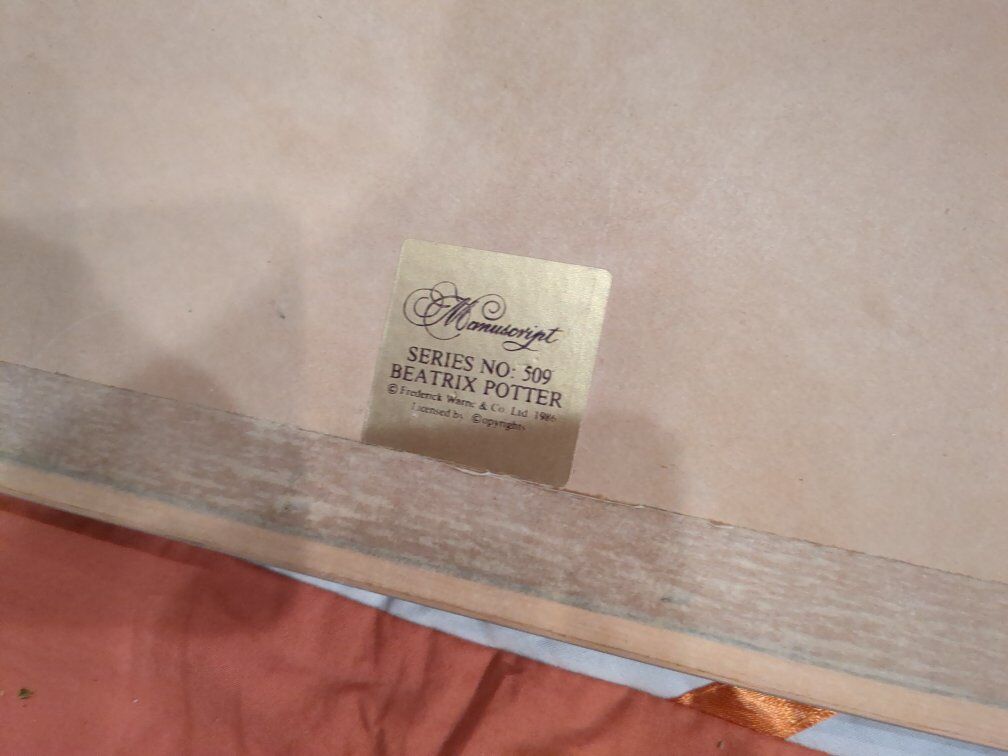 Manuscript
SERIES NO: 509
BEATRIX POTTER
© Frederick Warne & Co. Ltd. 1986
Licensed by ©opyrights